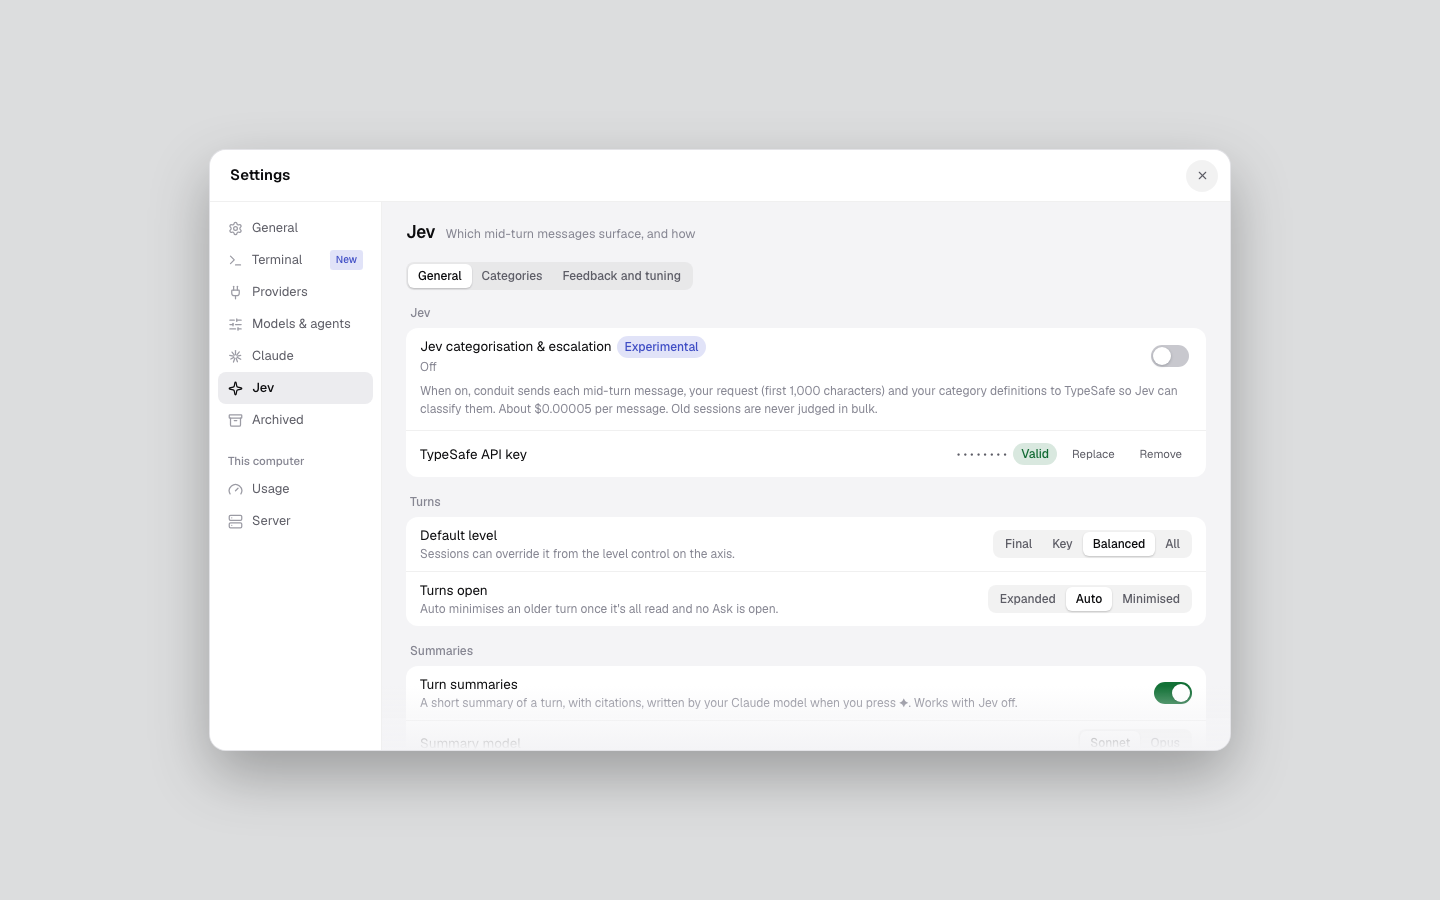 Settings
General
Terminal New
Providers
Models & agents
Claude
Jev
Archived
This computer
Usage
Server
Jev Which mid-turn messages surface, and how
General Categories Feedback and tuning
Jev
Jev categorisation & escalation Experimental
Off
When on, conduit sends each mid-turn message, your request (first 1,000 characters) and your category definitions to TypeSafe so Jev can
classify them. About $0.00005 per message. Old sessions are never judged in bulk.
TypeSafe API key ········ Valid Replace Remove
Turns
Default level Final Key Balanced All
Sessions can override it from the level control on the axis.
Turns open Expanded Auto Minimised
Auto minimises an older turn once it's all read and no Ask is open.
Summaries
Turn summaries
A short summary of a turn, with citations, written by your Claude model when you press ✦. Works with Jev off.
Summary model Sonnet Opus